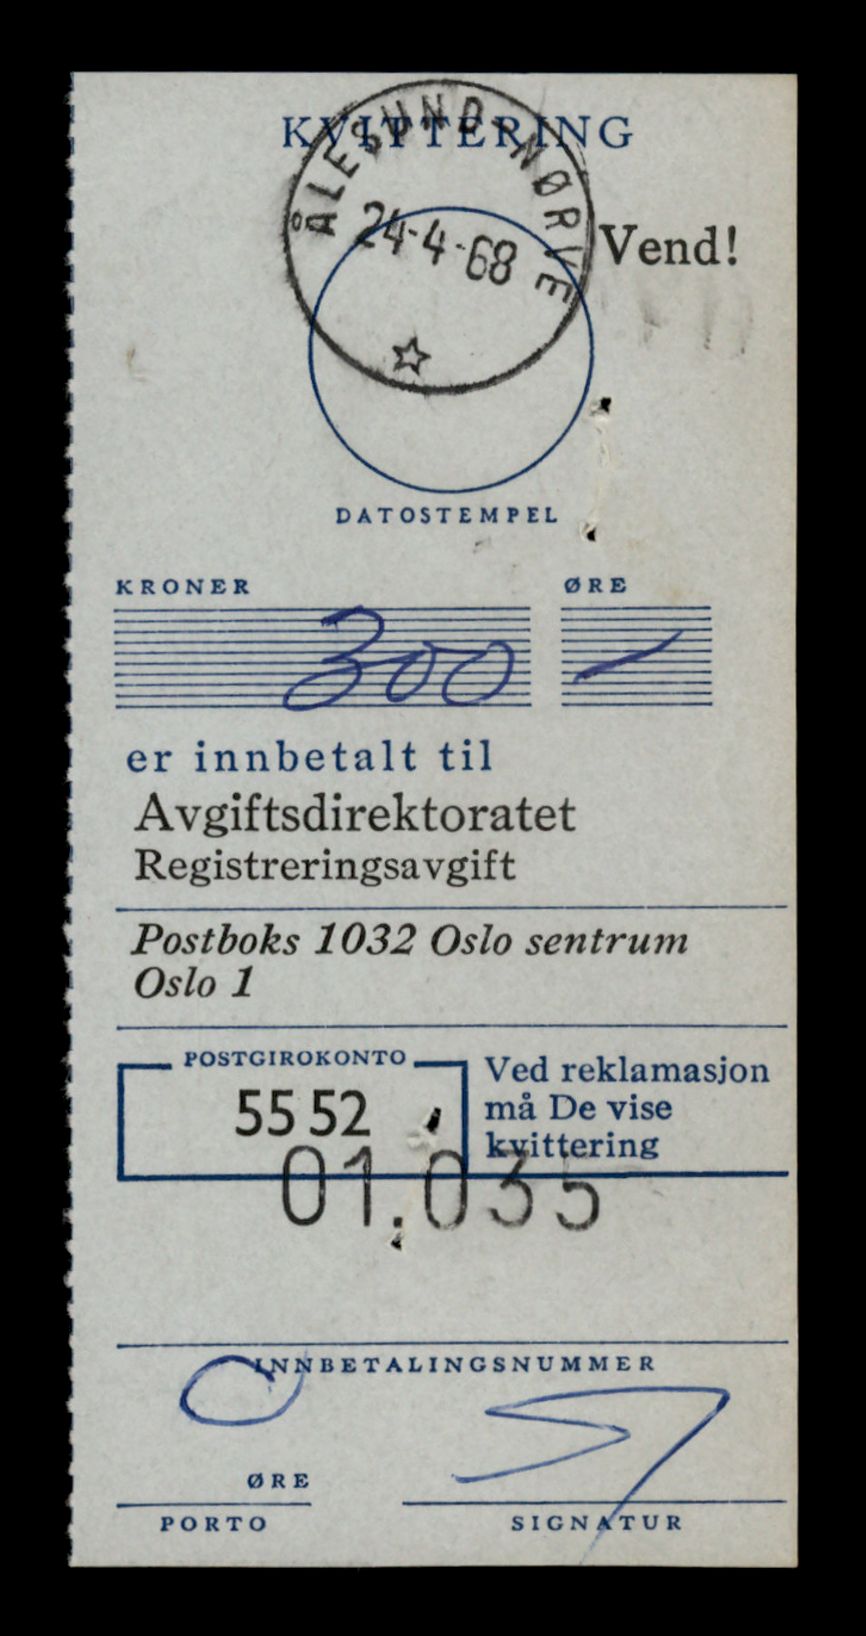 KVITTERING
ÅLESUND-NØRVE
24-4-68
Vend!
DATOSTEMPEL
KRONER ØRE
300 —
er innbetalt til
Avgiftsdirektoratet
Registreringsavgift
Postboks 1032 Oslo sentrum
Oslo 1
POSTGIROKONTO
55 52
Ved reklamasjon
må De vise
kvittering
01.035
INNBETALINGSNUMMER
0
ØRE
PORTO
SIGNATUR